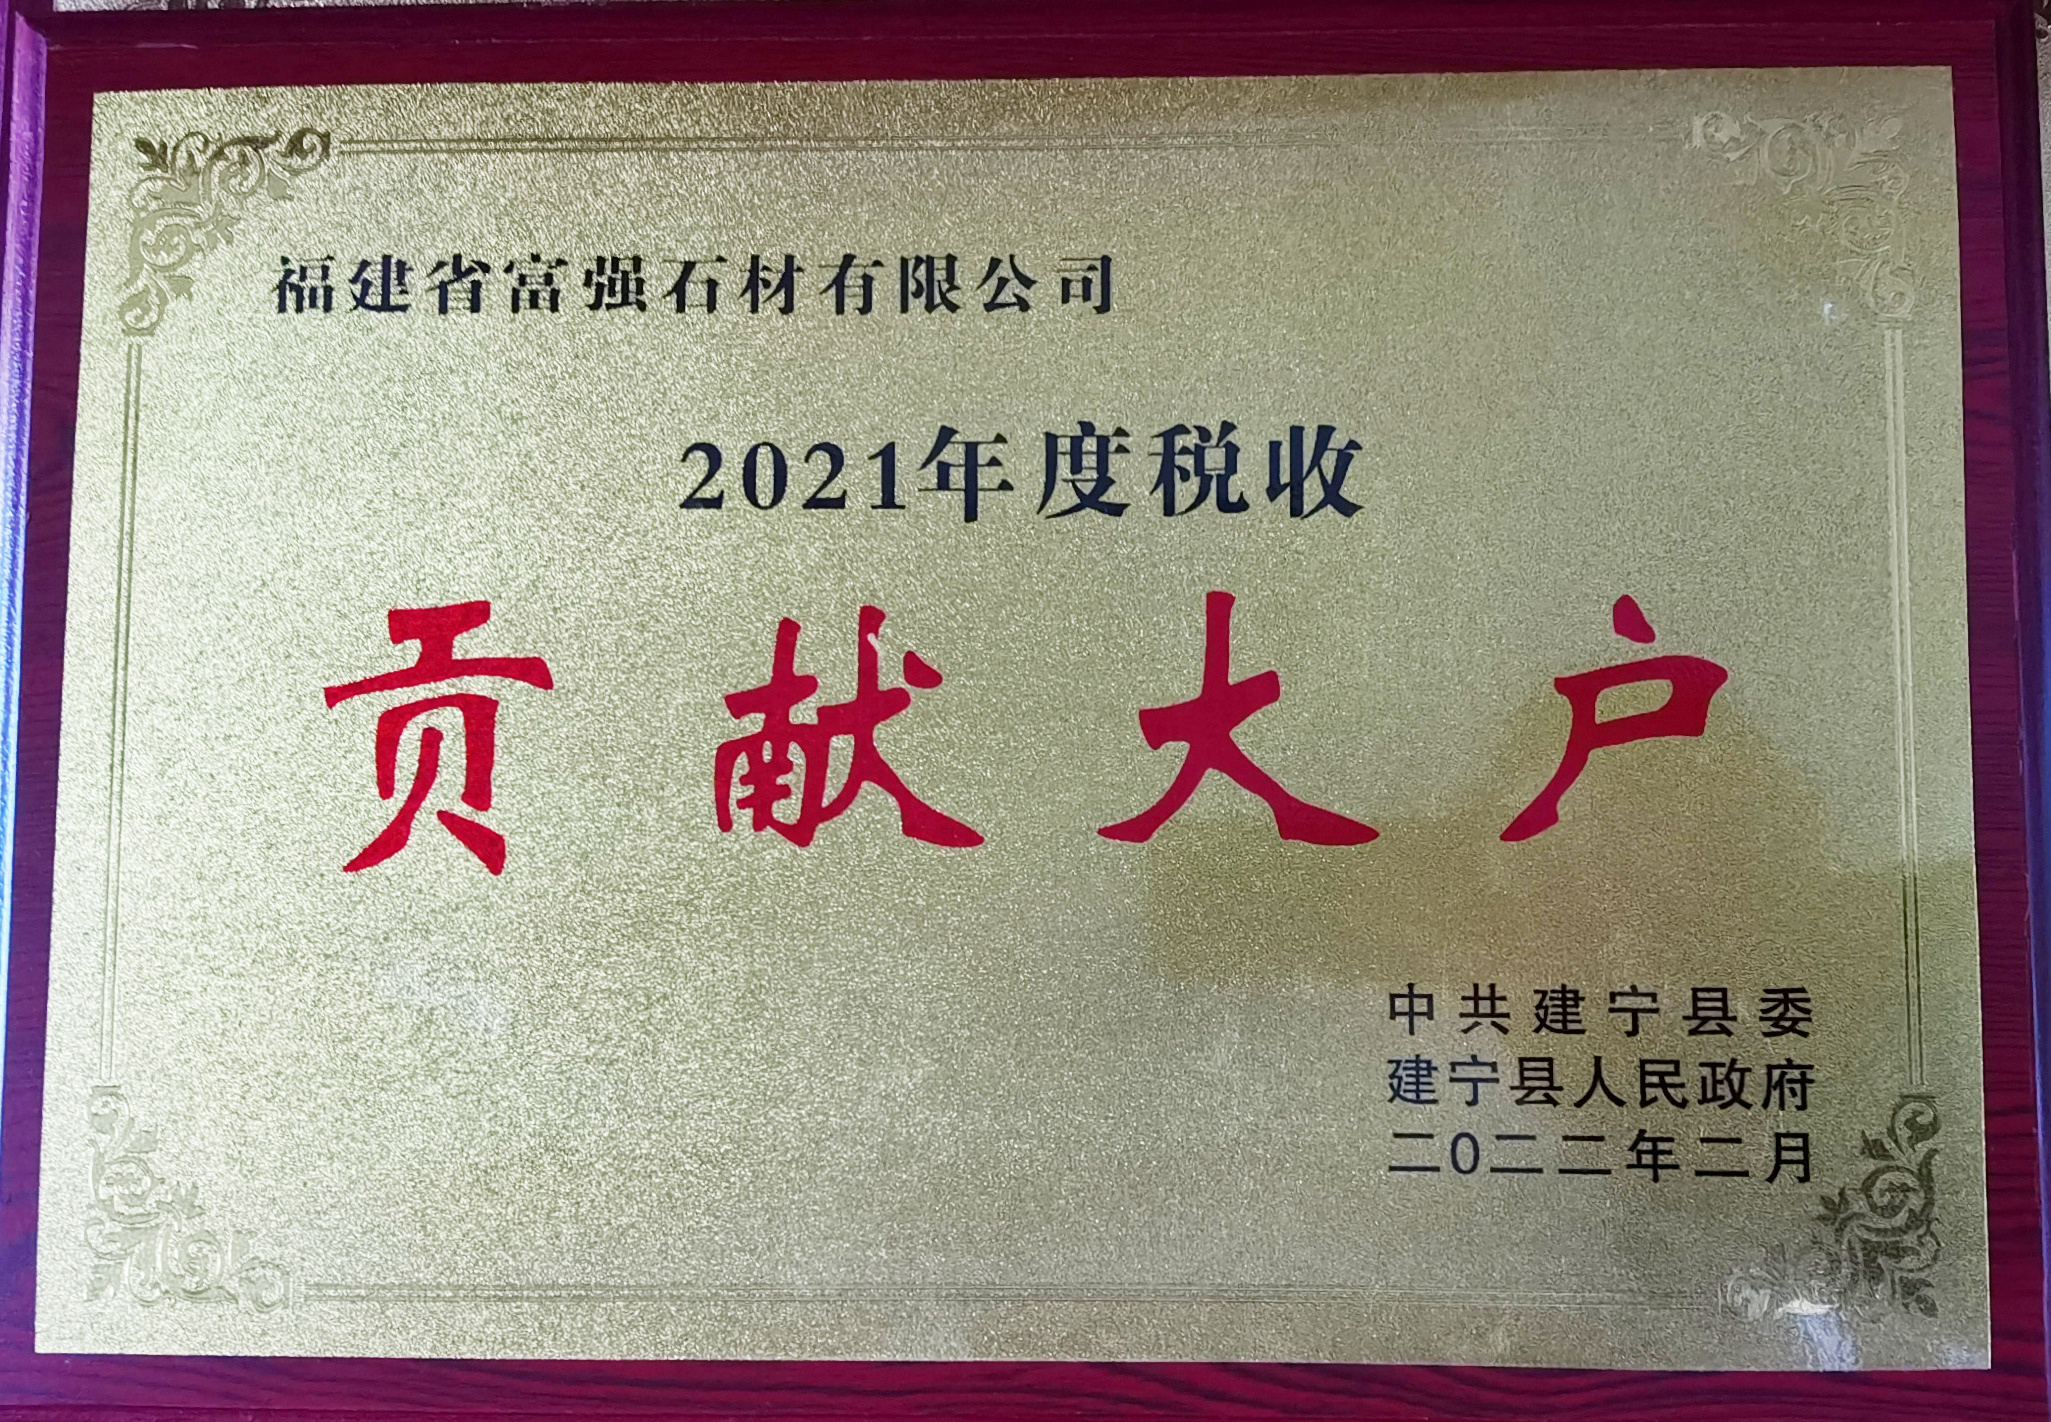 福建省富强石材有限公司
2021年度税收
贡献大户
中共建宁县委
建宁县人民政府
二0二二年二月